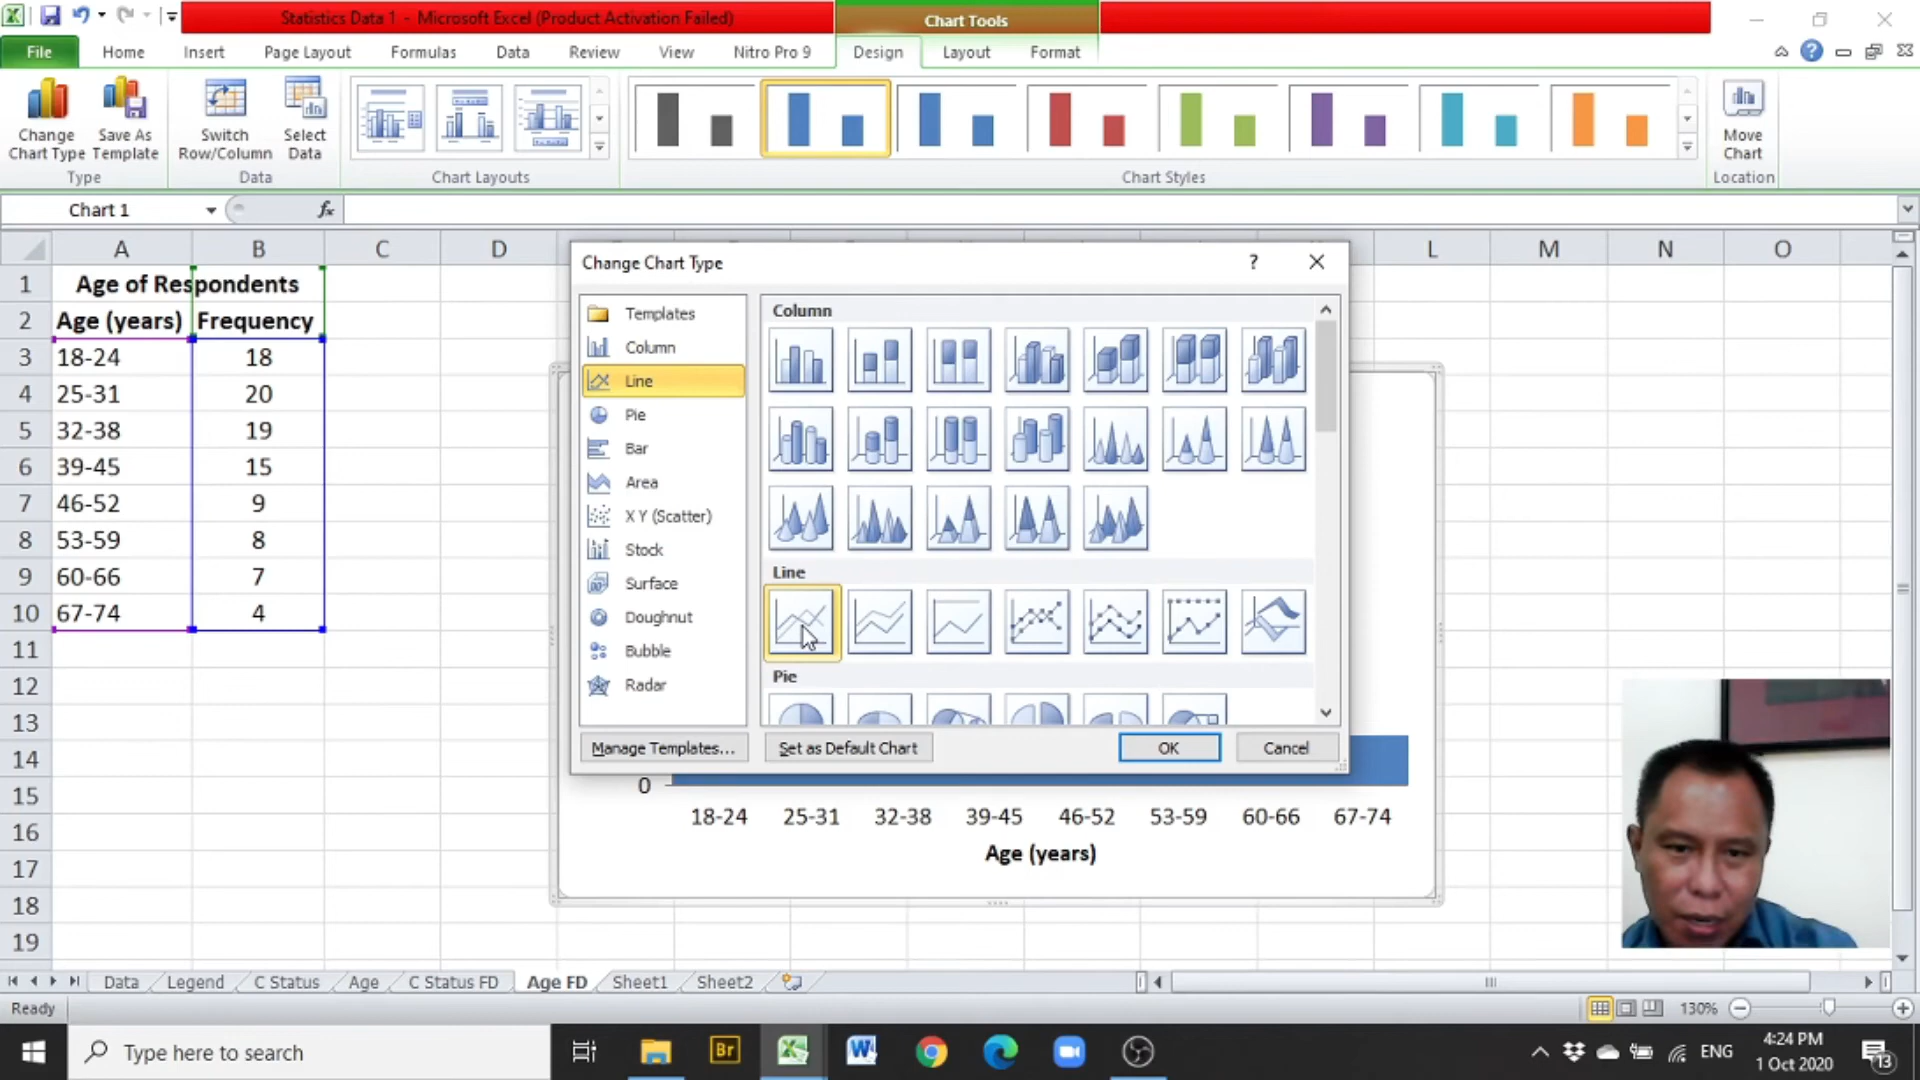 Statistics Data 1 - Microsoft Excel (Product Activation Failed)
Chart Tools
File Home Insert Page Layout Formulas Data Review View Nitro Pro 9 Design Layout Format
Change Chart Type
Save As Template
Switch Row/Column
Select Data
Move Chart
Type Data Chart Layouts Chart Styles Location
Chart 1 fx
A B C D L M N O
1 Age of Respondents
2 Age (years) Frequency
3 18-24 18
4 25-31 20
5 32-38 19
6 39-45 15
7 46-52 9
8 53-59 8
9 60-66 7
10 67-74 4
11
12
13
14
15
16
17
18
19
Change Chart Type ?
Templates
Column
Line
Pie
Bar
Area
X Y (Scatter)
Stock
Surface
Doughnut
Bubble
Radar
Column
Line
Pie
Manage Templates... Set as Default Chart OK Cancel
0
18-24 25-31 32-38 39-45 46-52 53-59 60-66 67-74
Age (years)
Data Legend C Status Age C Status FD Age FD Sheet1 Sheet2
Ready 130%
Type here to search
Br
ENG
4:24 PM
1 Oct 2020
13